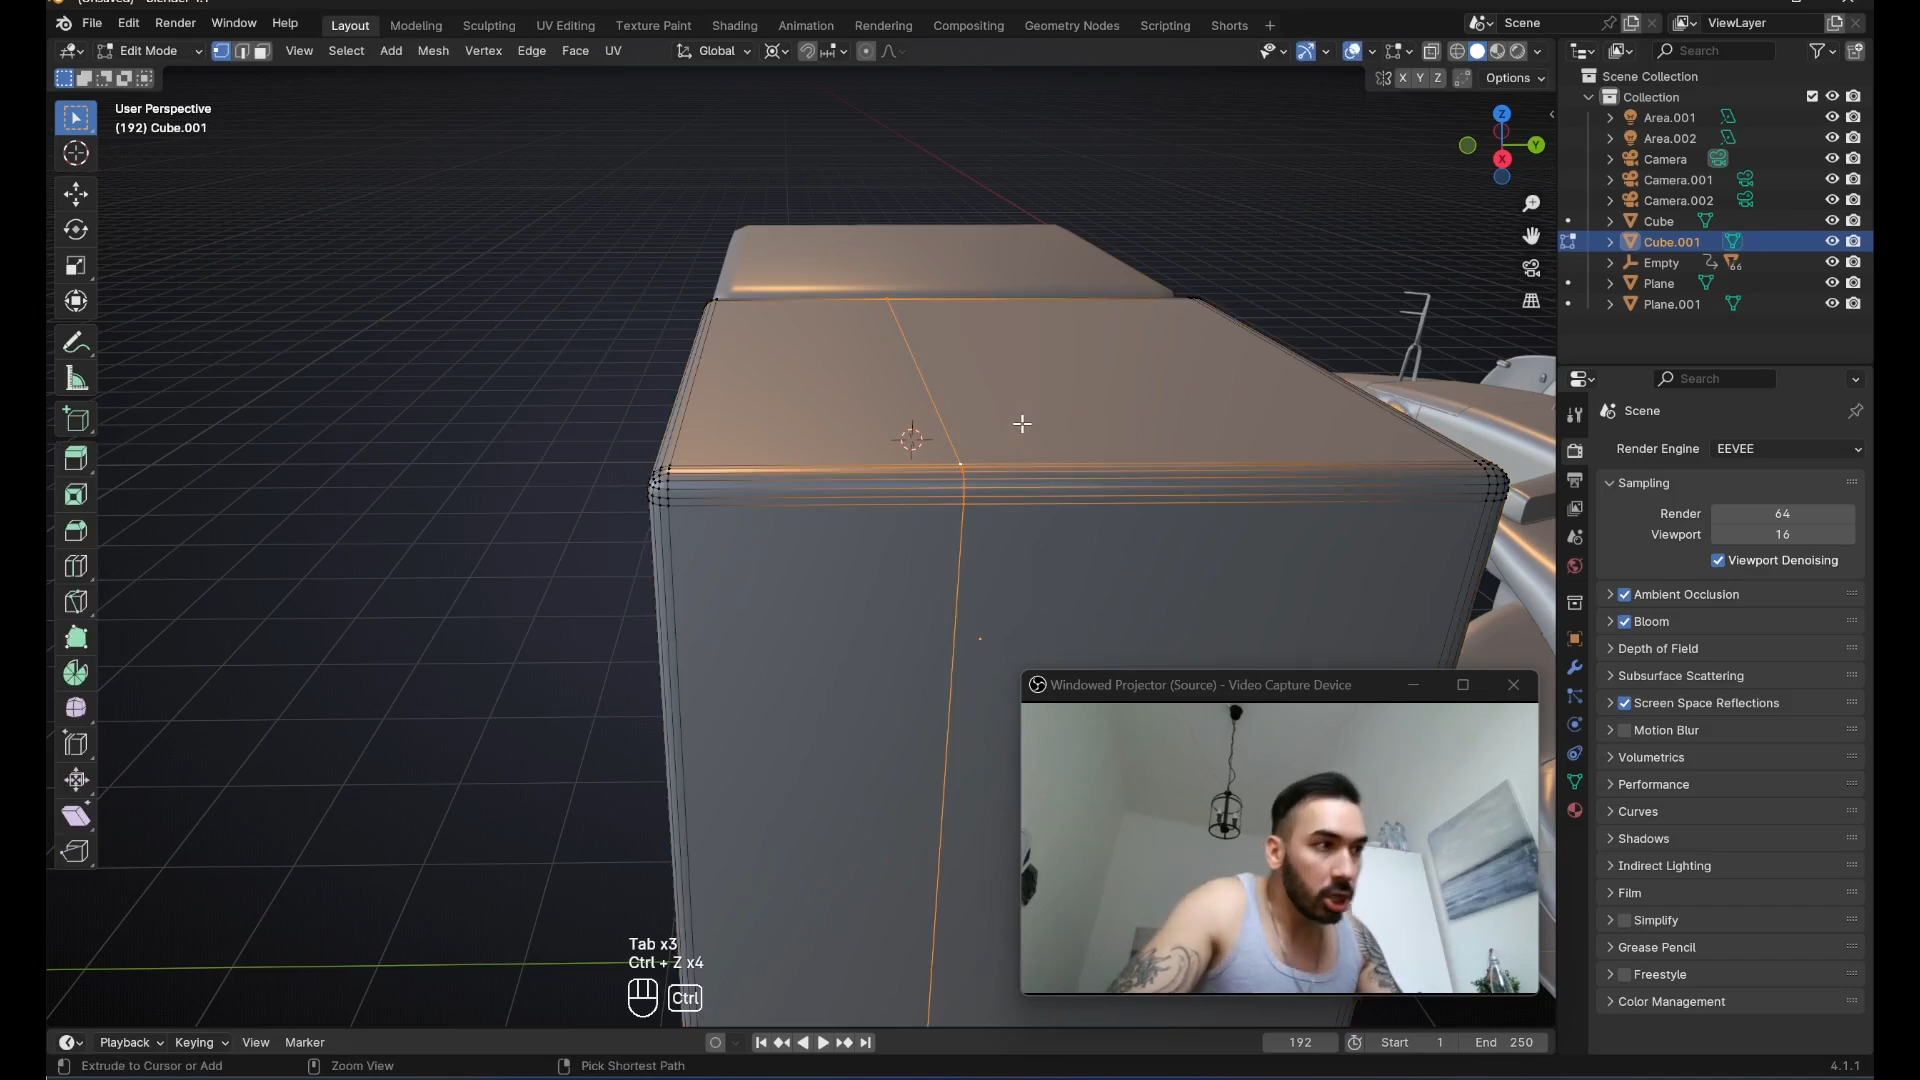 (Unsaved) - Blender 4.1
File Edit Render Window Help Layout Modeling Sculpting UV Editing Texture Paint Shading Animation Rendering Compositing Geometry Nodes Scripting Shorts + Scene ViewLayer
Edit Mode View Select Add Mesh Vertex Edge Face UV Global Search
X Y Z Options
User Perspective
(192) Cube.001
Z
Y
X
Scene Collection
Collection
Area.001
Area.002
Camera
Camera.001
Camera.002
Cube
Cube.001
Empty 66
Plane
Plane.001
Search
Scene
Render Engine EEVEE
Sampling
Render 64
Viewport 16
Viewport Denoising
Ambient Occlusion
Bloom
Depth of Field
Subsurface Scattering
Screen Space Reflections
Motion Blur
Volumetrics
Performance
Curves
Shadows
Indirect Lighting
Film
Simplify
Grease Pencil
Freestyle
Color Management
Windowed Projector (Source) - Video Capture Device
Tab x3
Ctrl + Z x4
Ctrl
Playback Keying View Marker 192 Start 1 End 250
Extrude to Cursor or Add Zoom View Pick Shortest Path 4.1.1